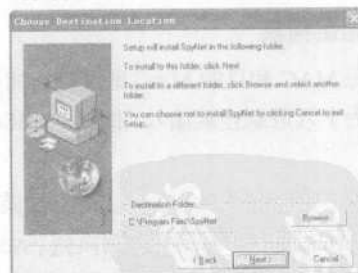 Choose Destination Location
Setup will install SpyNet in the following folder.
To install to this folder, click Next.
To install to a different folder, click Browse and select another
folder.
You can choose not to install SpyNet by clicking Cancel to exit
Setup.
Destination Folder
C:\Program Files\SpyNet
Browse...
< Back
Next >
Cancel